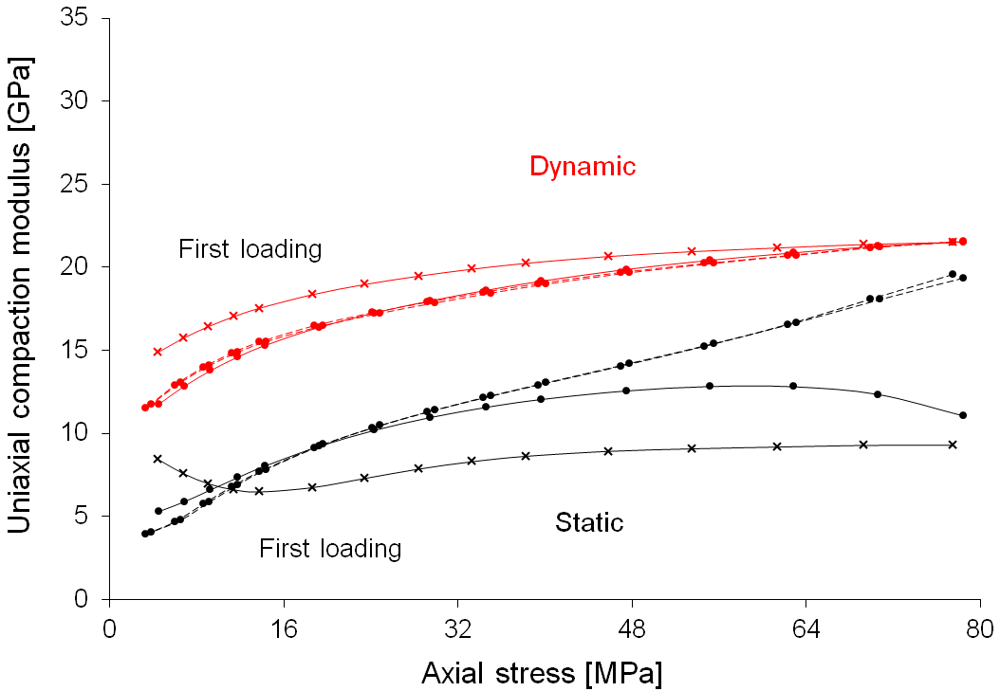 35
30
25
20
15
10
5
0
Uniaxial compaction modulus [GPa]
Dynamic
First loading
Static
First loading
0 16 32 48 64 80
Axial stress [MPa]